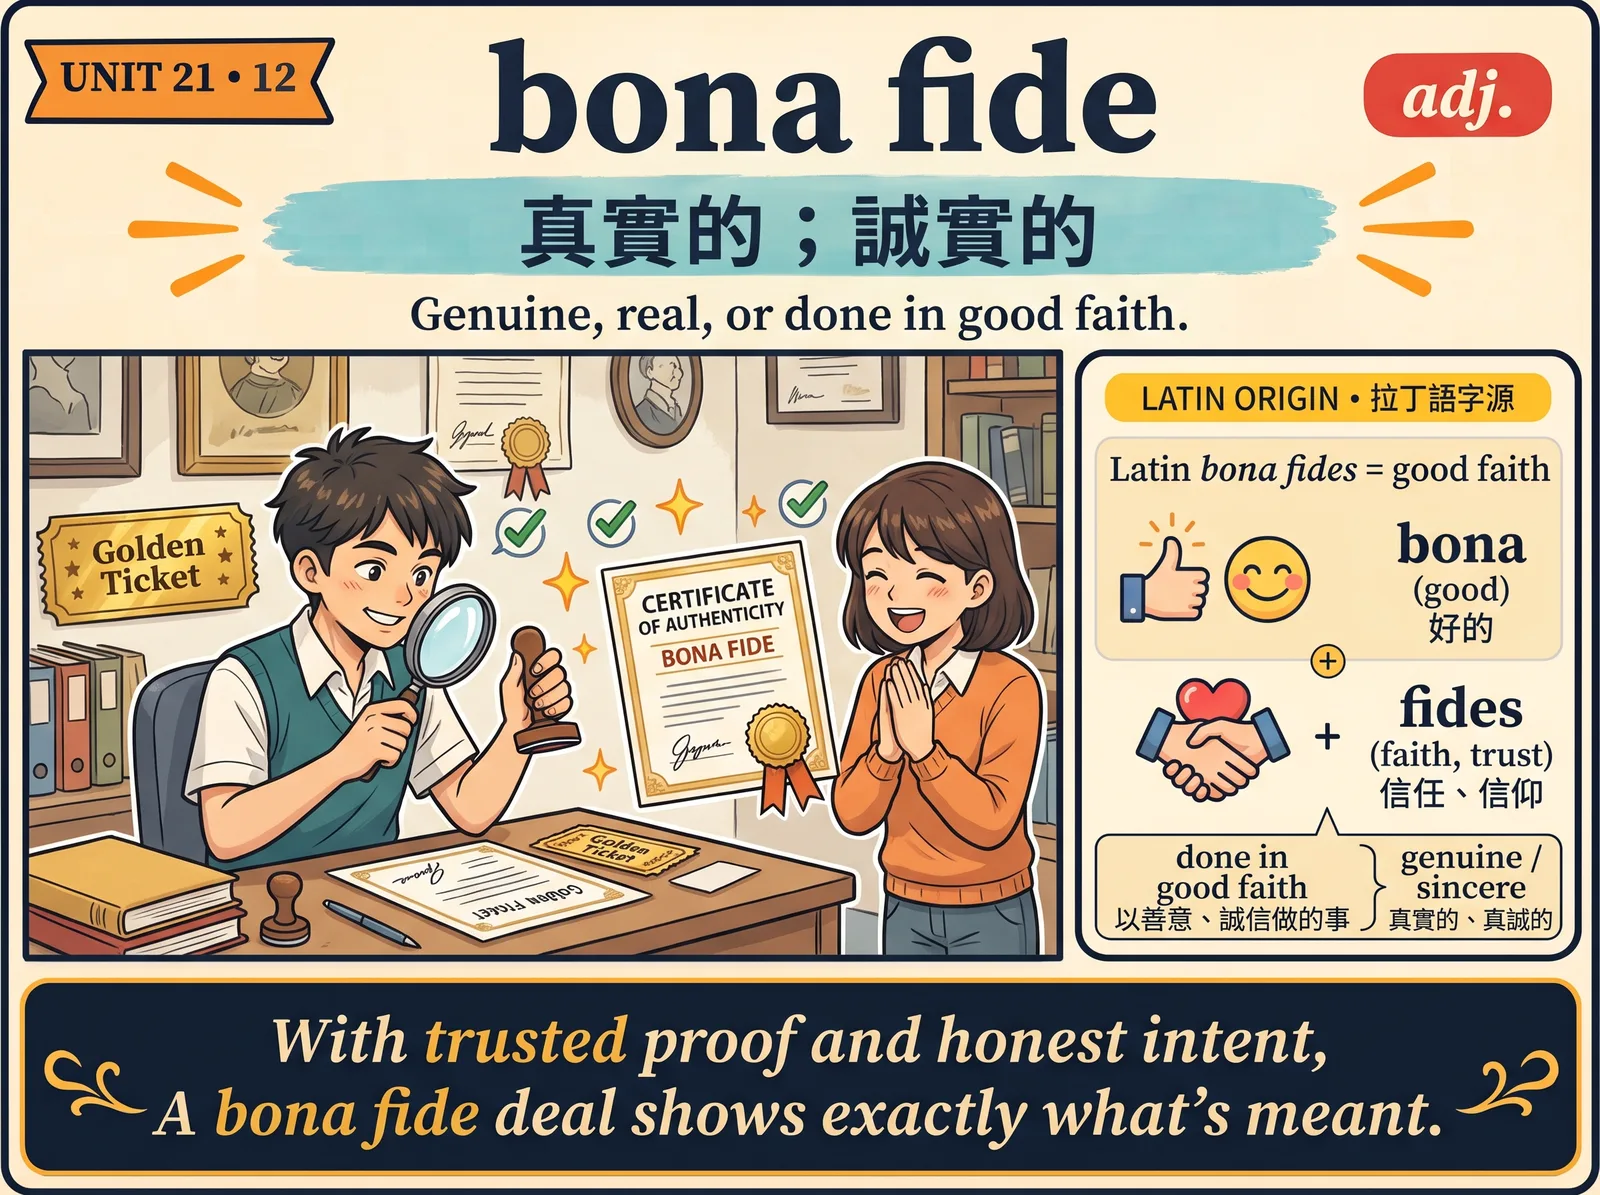 UNIT 21 • 12
bona fide
adj.
真實的；誠實的
Genuine, real, or done in good faith.
Golden
Ticket
CERTIFICATE
OF AUTHENTICITY
BONA FIDE
Golden
Ticket
GOLDEN TICKET
LATIN ORIGIN • 拉丁語字源
Latin bona fides = good faith
bona
(good)
好的
+
+
fides
(faith, trust)
信任、信仰
done in
good faith
以善意、誠信做的事
genuine /
sincere
真實的、真誠的
With trusted proof and honest intent,
A bona fide deal shows exactly what's meant.